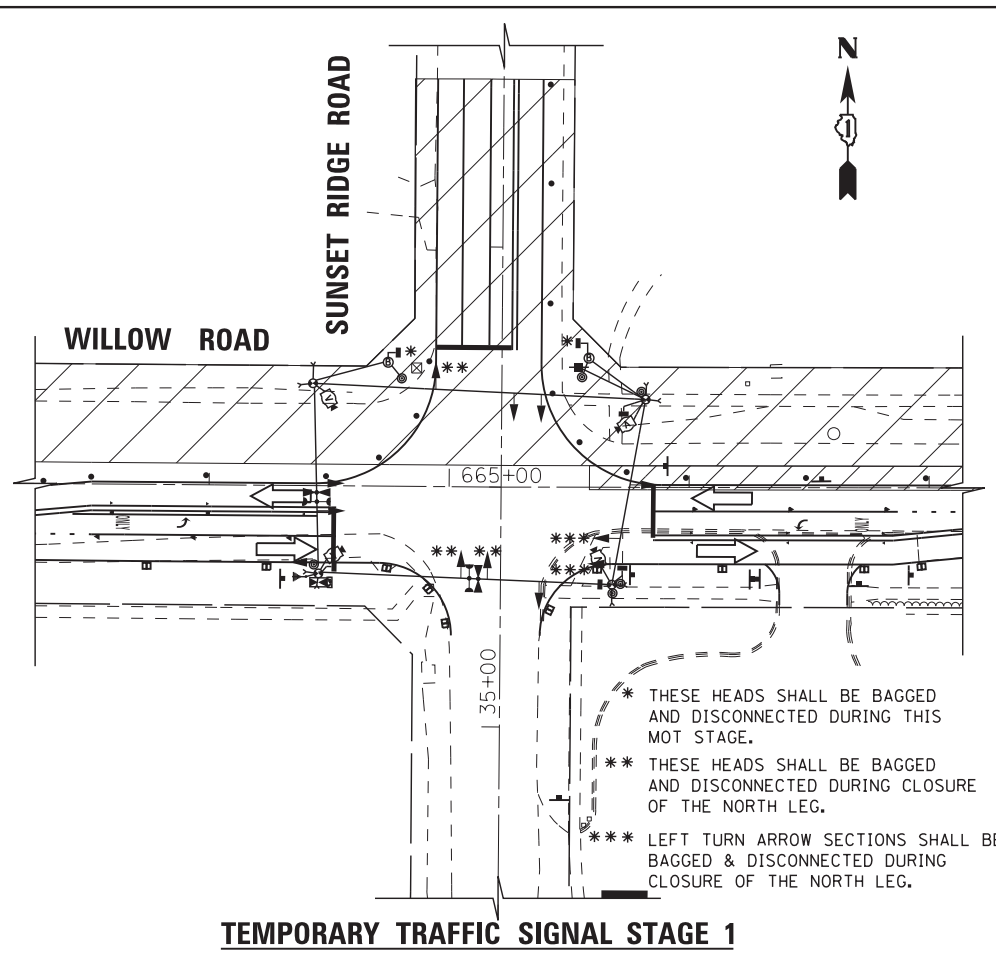 N
1
SUNSET RIDGE ROAD
WILLOW ROAD
*
*
**
665+00
***
** **
***
35+00
* THESE HEADS SHALL BE BAGGED
AND DISCONNECTED DURING THIS
MOT STAGE.
** THESE HEADS SHALL BE BAGGED
AND DISCONNECTED DURING CLOSURE
OF THE NORTH LEG.
*** LEFT TURN ARROW SECTIONS SHALL BE
BAGGED & DISCONNECTED DURING
CLOSURE OF THE NORTH LEG.
TEMPORARY TRAFFIC SIGNAL STAGE 1